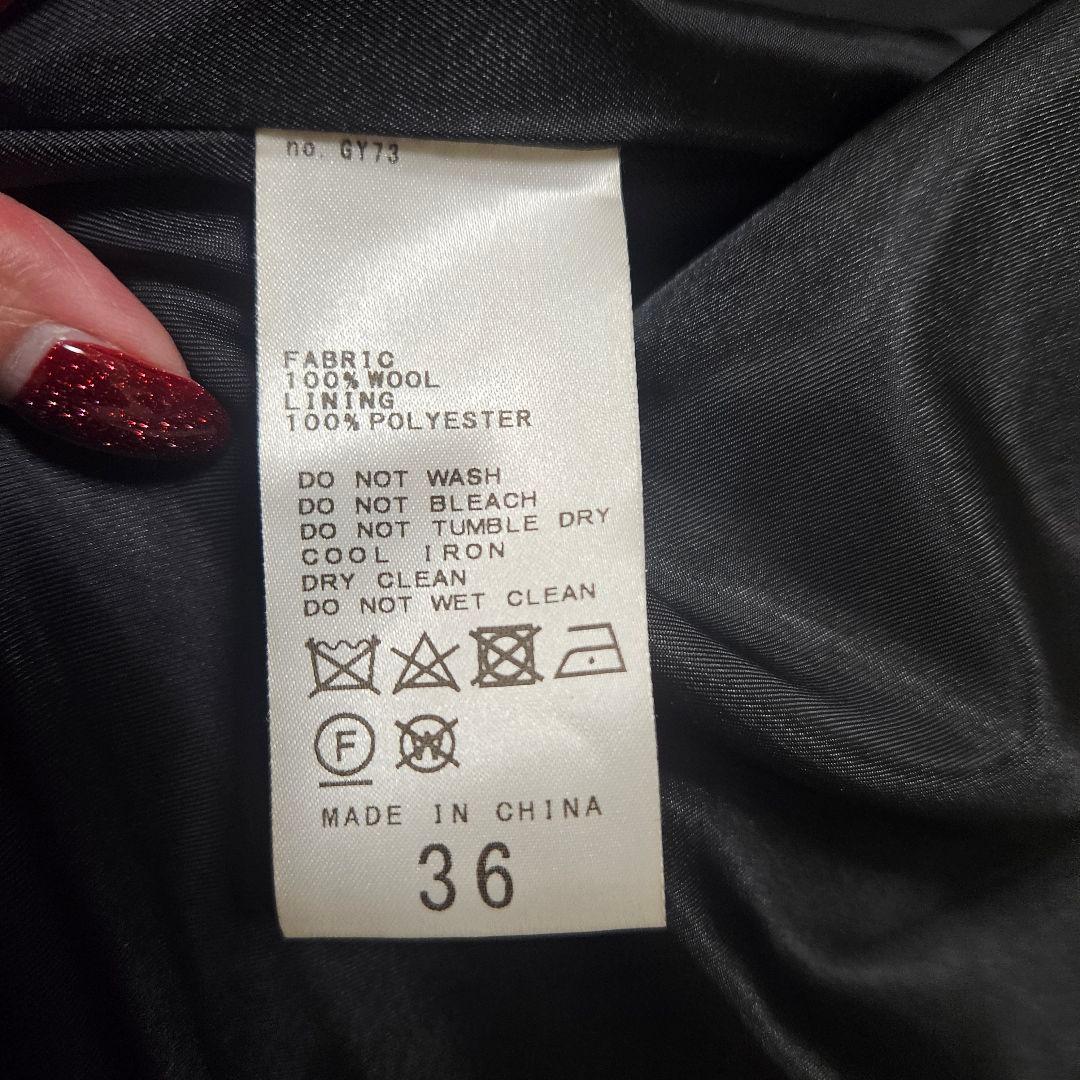 no. GY73
FABRIC
100% WOOL
LINING
100% POLYESTER
DO NOT WASH
DO NOT BLEACH
DO NOT TUMBLE DRY
COOL IRON
DRY CLEAN
DO NOT WET CLEAN
F W
MADE IN CHINA
36